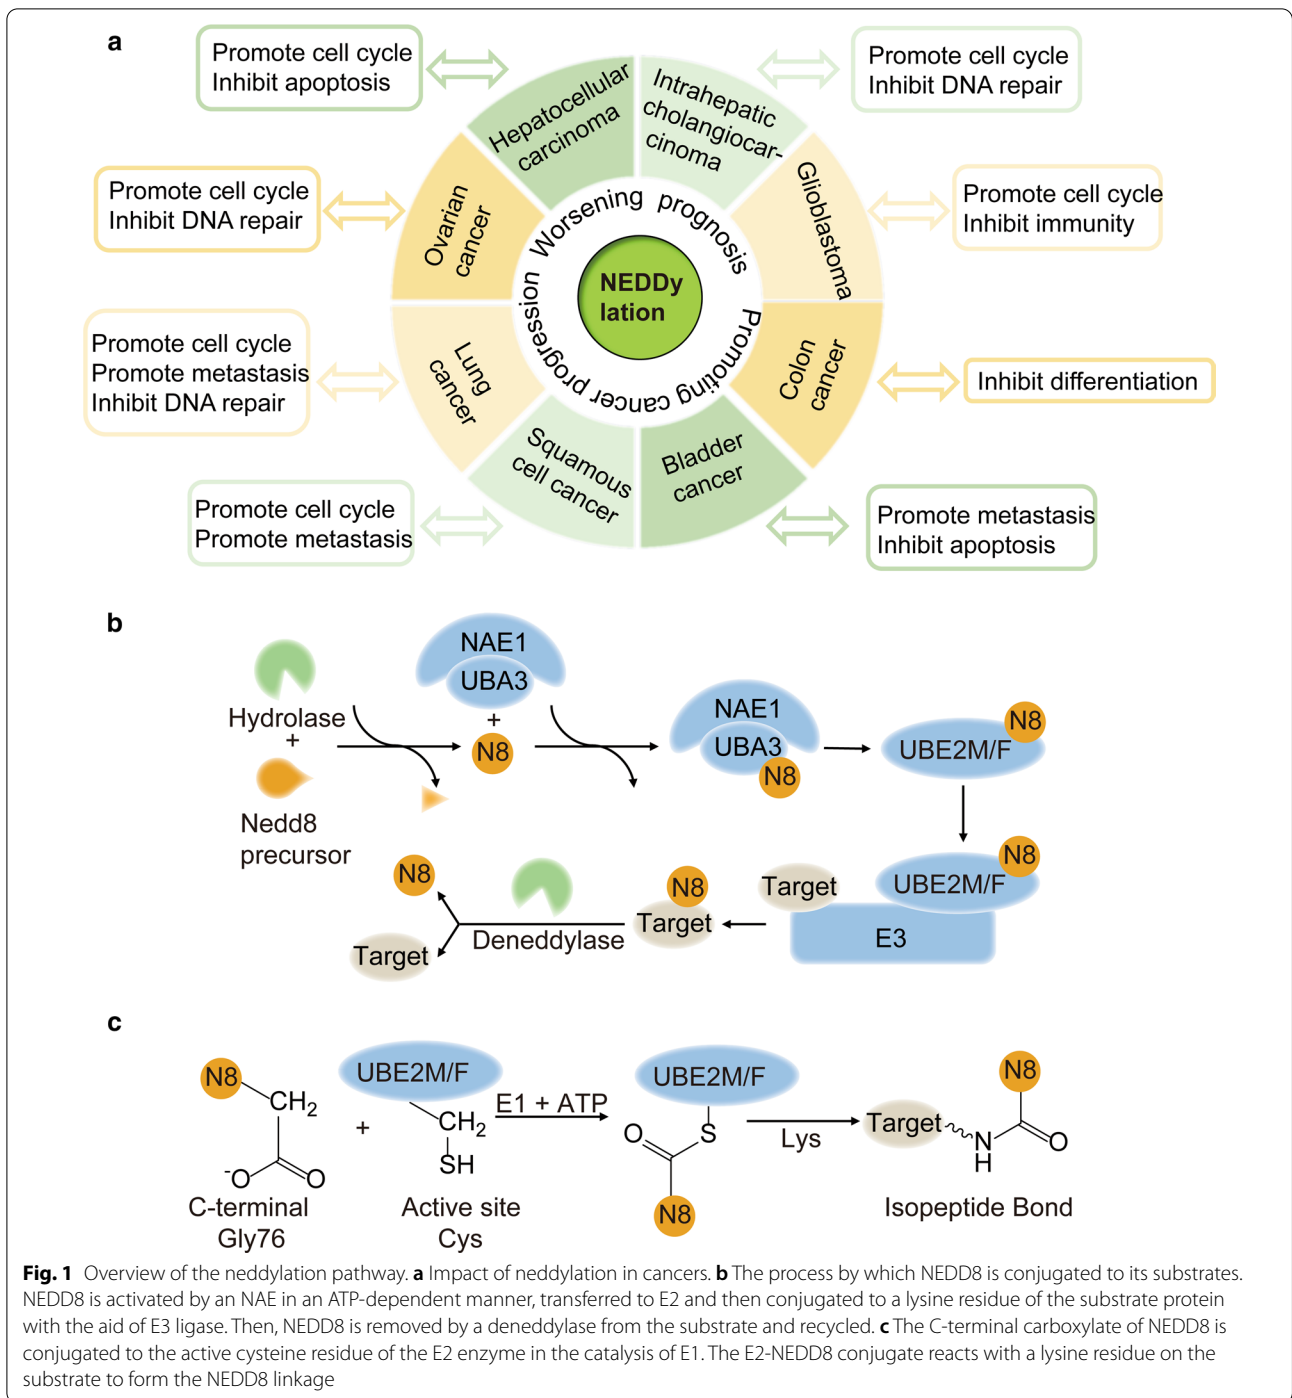 a
Promote cell cycle
Inhibit apoptosis
Promote cell cycle
Inhibit DNA repair
Promote cell cycle
Inhibit DNA repair
Promote cell cycle
Inhibit immunity
Promote cell cycle
Promote metastasis
Inhibit DNA repair
Inhibit differentiation
Promote cell cycle
Promote metastasis
Promote metastasis
Inhibit apoptosis
Hepatocellular
carcinoma
Intrahepatic
cholangiocar-
cinoma
Glioblastoma
Colon
cancer
Bladder
cancer
Squamous
cell cancer
Lung
cancer
Ovarian
cancer
Worsening prognosis
Promoting cancer progression
NEDDy
lation
b
Hydrolase
+
Nedd8
precursor
NAE1
UBA3
+
N8
NAE1
UBA3
N8
N8
UBE2M/F
N8
UBE2M/F
Target
E3
N8
Target
Deneddylase
N8
Target
c
N8
CH2
-O
O
C-terminal
Gly76
+
UBE2M/F
CH2
SH
Active site
Cys
E1 + ATP
UBE2M/F
O
S
N8
Lys
N8
Target
N
H
O
Isopeptide Bond
Fig. 1 Overview of the neddylation pathway. a Impact of neddylation in cancers. b The process by which NEDD8 is conjugated to its substrates.
NEDD8 is activated by an NAE in an ATP-dependent manner, transferred to E2 and then conjugated to a lysine residue of the substrate protein
with the aid of E3 ligase. Then, NEDD8 is removed by a deneddylase from the substrate and recycled. c The C-terminal carboxylate of NEDD8 is
conjugated to the active cysteine residue of the E2 enzyme in the catalysis of E1. The E2-NEDD8 conjugate reacts with a lysine residue on the
substrate to form the NEDD8 linkage